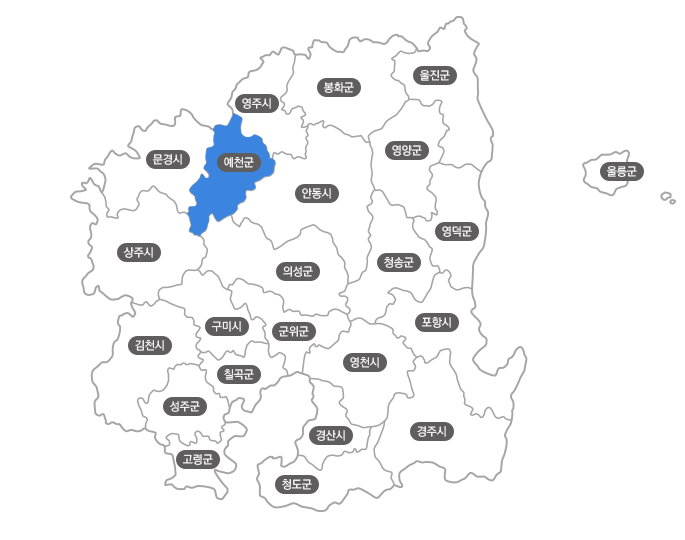 울진군
봉화군
영주시
영양군
문경시
예천군
울릉군
안동시
영덕군
상주시
청송군
의성군
포항시
구미시
군위군
김천시
영천시
칠곡군
성주군
경산시
경주시
고령군
청도군